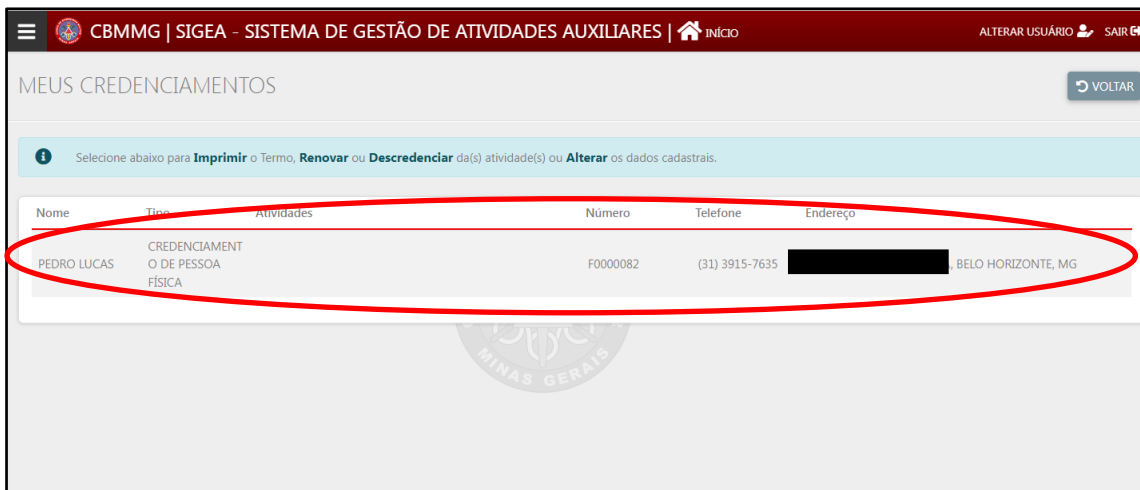 CBMMG | SIGEA - SISTEMA DE GESTÃO DE ATIVIDADES AUXILIARES | INÍCIO ALTERAR USUÁRIO SAIR
MEUS CREDENCIAMENTOS VOLTAR
Selecione abaixo para Imprimir o Termo, Renovar ou Descredenciar da(s) atividade(s) ou Alterar os dados cadastrais.
Nome Tipo Atividades Número Telefone Endereço
PEDRO LUCAS CREDENCIAMENT
O DE PESSOA
FÍSICA F0000082 (31) 3915-7635 , BELO HORIZONTE, MG
MINAS GERAIS